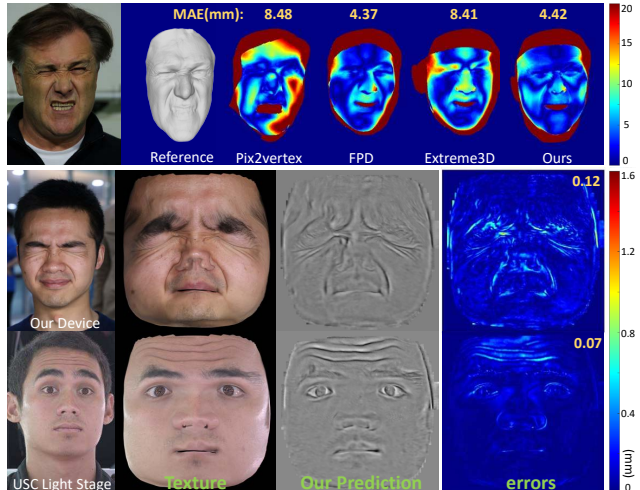 MAE(mm): 8.48 4.37 8.41 4.42
20
15
10
5
0
Reference Pix2vertex FPD Extreme3D Ours
0.12
1.6
1.2
Our Device
0.8
0.07
0.4
(mm)
0
USC Light Stage Texture Our Prediction errors